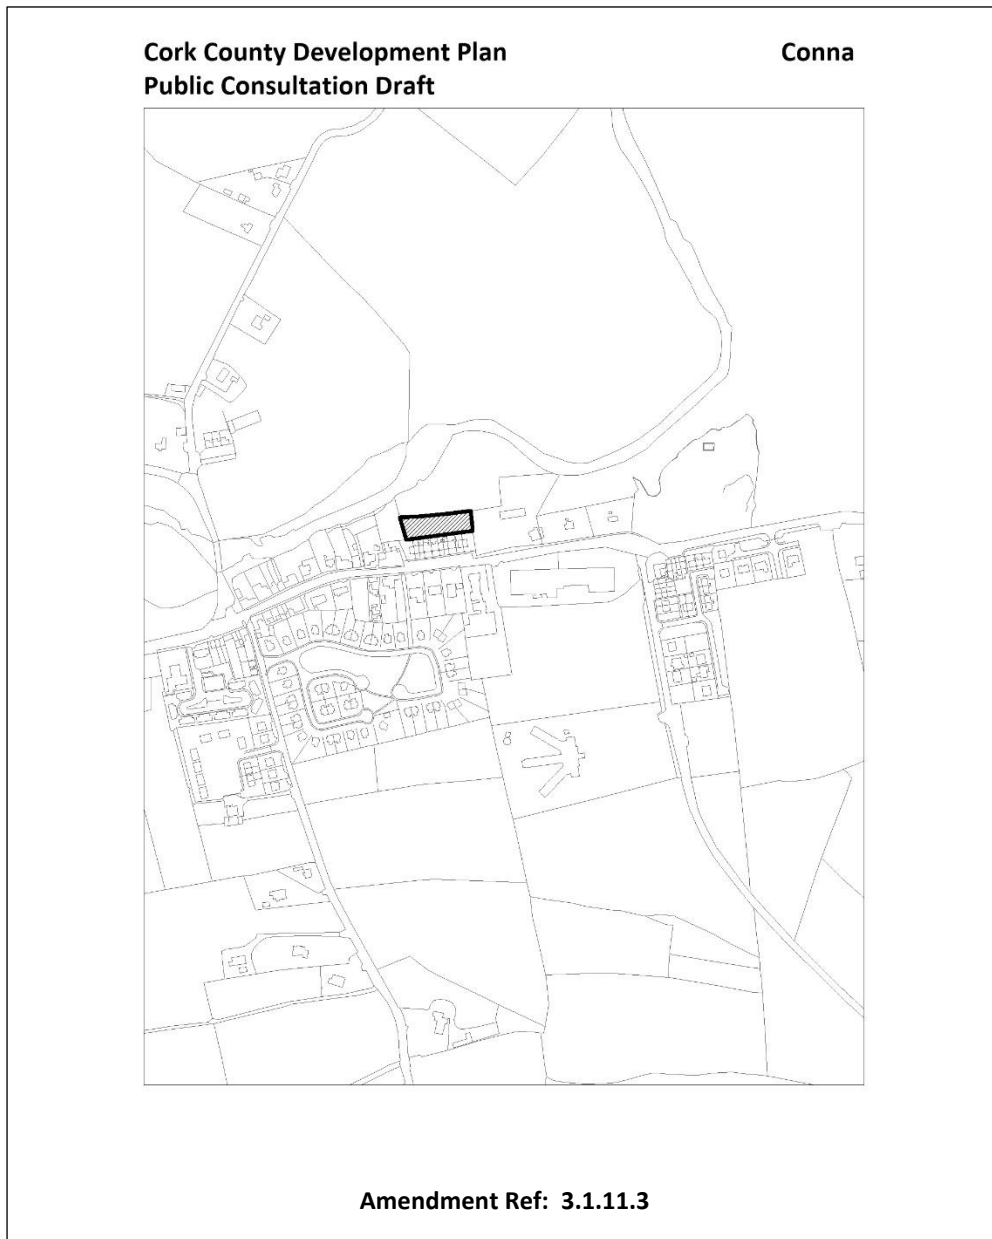 Cork County Development Plan Conna
Public Consultation Draft
Amendment Ref: 3.1.11.3